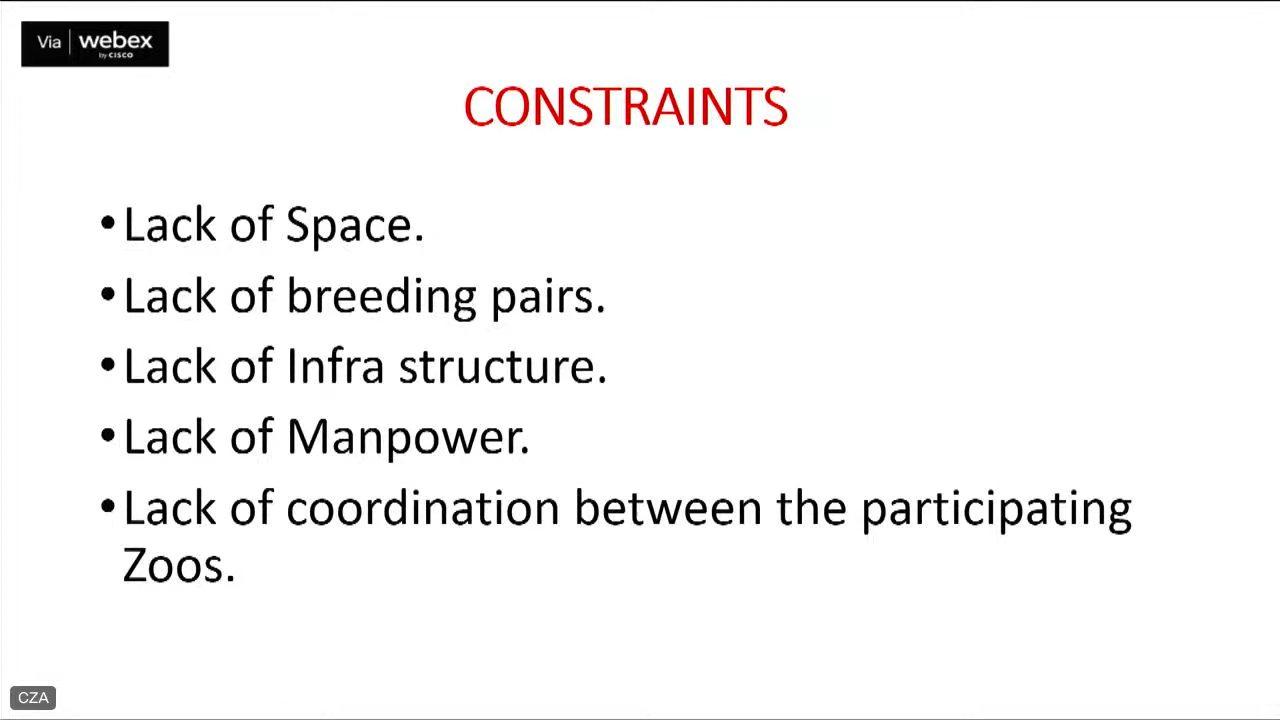 Via webex
by CISCO
CONSTRAINTS
•Lack of Space.
•Lack of breeding pairs.
•Lack of Infra structure.
•Lack of Manpower.
•Lack of coordination between the participating
Zoos.
CZA